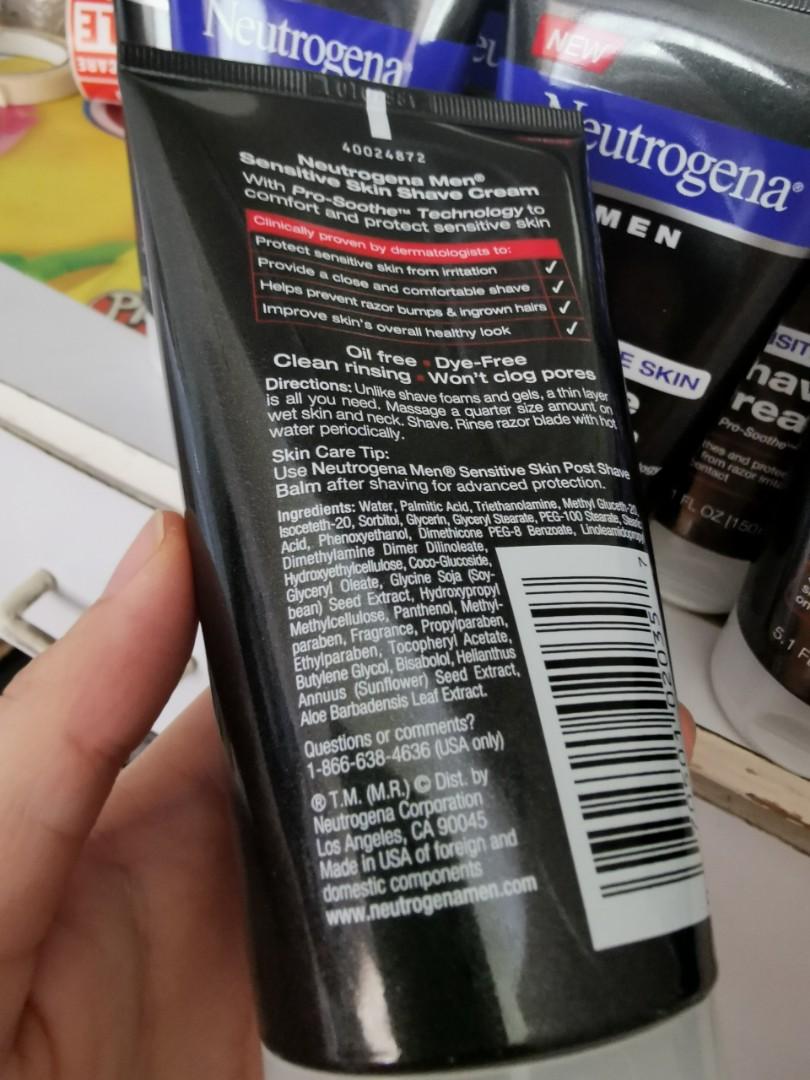 Neutrogena
NEW
Neutrogena®
MEN
E SKIN
40024872
Neutrogena Men®
Sensitive Skin Shave Cream
With Pro-Soothe™ Technology to
comfort and protect sensitive skin
Clinically proven by dermatologists to:
Protect sensitive skin from irritation ✓
Provide a close and comfortable shave ✓
Helps prevent razor bumps & ingrown hairs ✓
Improve skin's overall healthy look ✓
Oil free • Dye-Free
Clean rinsing • Won't clog pores
Directions: Unlike shave foams and gels, a thin layer
is all you need. Massage a quarter size amount on
wet skin and neck. Shave. Rinse razor blade with hot
water periodically.
Skin Care Tip:
Use Neutrogena Men® Sensitive Skin Post Shave
Balm after shaving for advanced protection.
Ingredients: Water, Palmitic Acid, Triethanolamine, Methyl Gluceth-20,
Isoceteth-20, Sorbitol, Glycerin, Glyceryl Stearate, PEG-100 Stearate, Stearic
Acid, Phenoxyethanol, Dimethicone PEG-8 Benzoate, Linoleamidopropyl
Dimethylamine Dimer Dilinoleate,
Hydroxyethylcellulose, Coco-Glucoside,
Glyceryl Oleate, Glycine Soja (Soy-
bean) Seed Extract, Hydroxypropyl
Methylcellulose, Panthenol, Methyl-
paraben, Fragrance, Propylparaben,
Ethylparaben, Tocopheryl Acetate,
Butylene Glycol, Bisabolol, Helianthus
Annuus (Sunflower) Seed Extract,
Aloe Barbadensis Leaf Extract.
Questions or comments?
1-866-638-4636 (USA only)
® T.M. (M.R.) © Dist. by
Neutrogena Corporation
Los Angeles, CA 90045
Made in USA of foreign and
domestic components
www.neutrogenamen.com
Pro-Soothe™
5.1 F